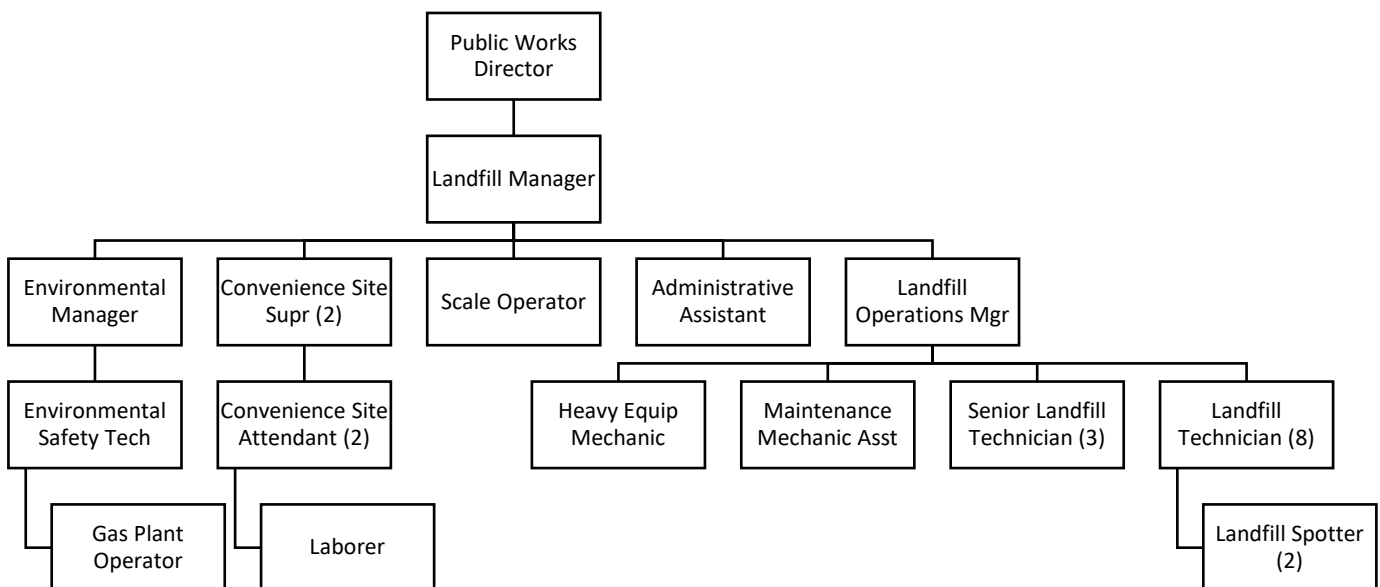 Public Works
Director
Landfill Manager
Environmental
Manager
Convenience Site
Supr (2)
Scale Operator
Administrative
Assistant
Landfill
Operations Mgr
Environmental
Safety Tech
Convenience Site
Attendant (2)
Heavy Equip
Mechanic
Maintenance
Mechanic Asst
Senior Landfill
Technician (3)
Landfill
Technician (8)
Gas Plant
Operator
Laborer
Landfill Spotter
(2)